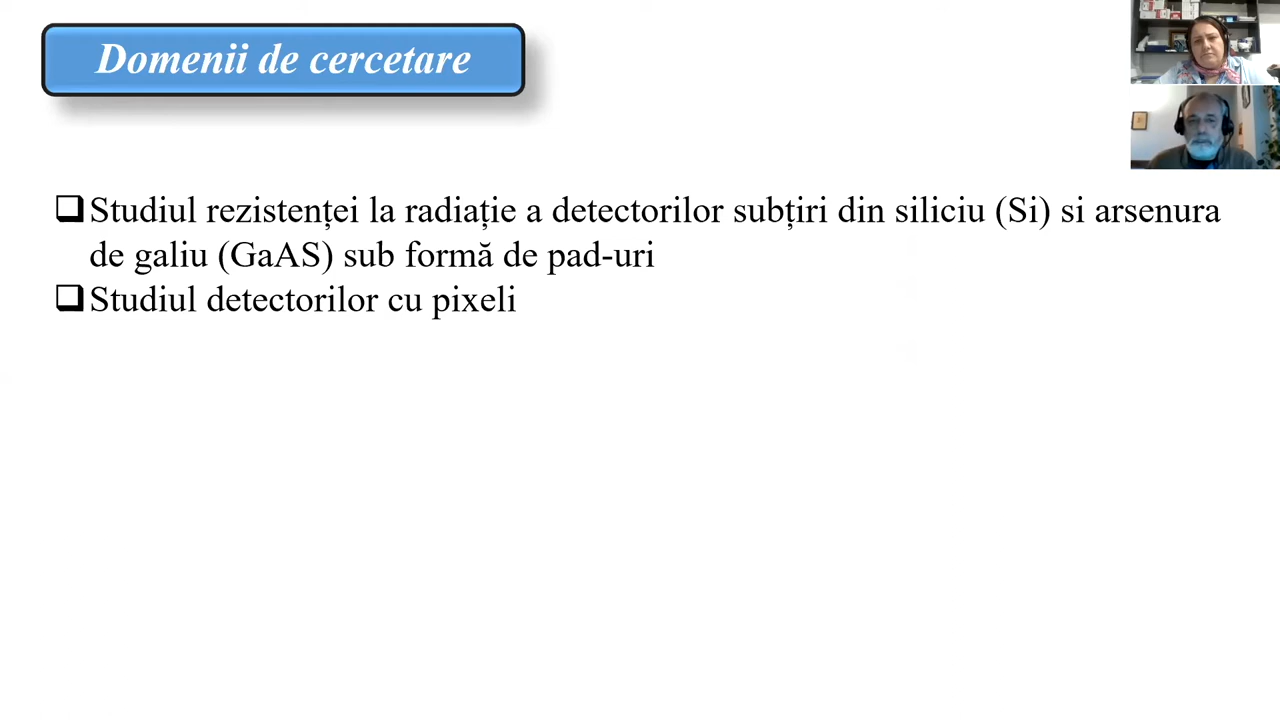 Domenii de cercetare
Studiul rezistenței la radiație a detectorilor subțiri din siliciu (Si) si arsenura
de galiu (GaAS) sub formă de pad-uri
Studiul detectorilor cu pixeli